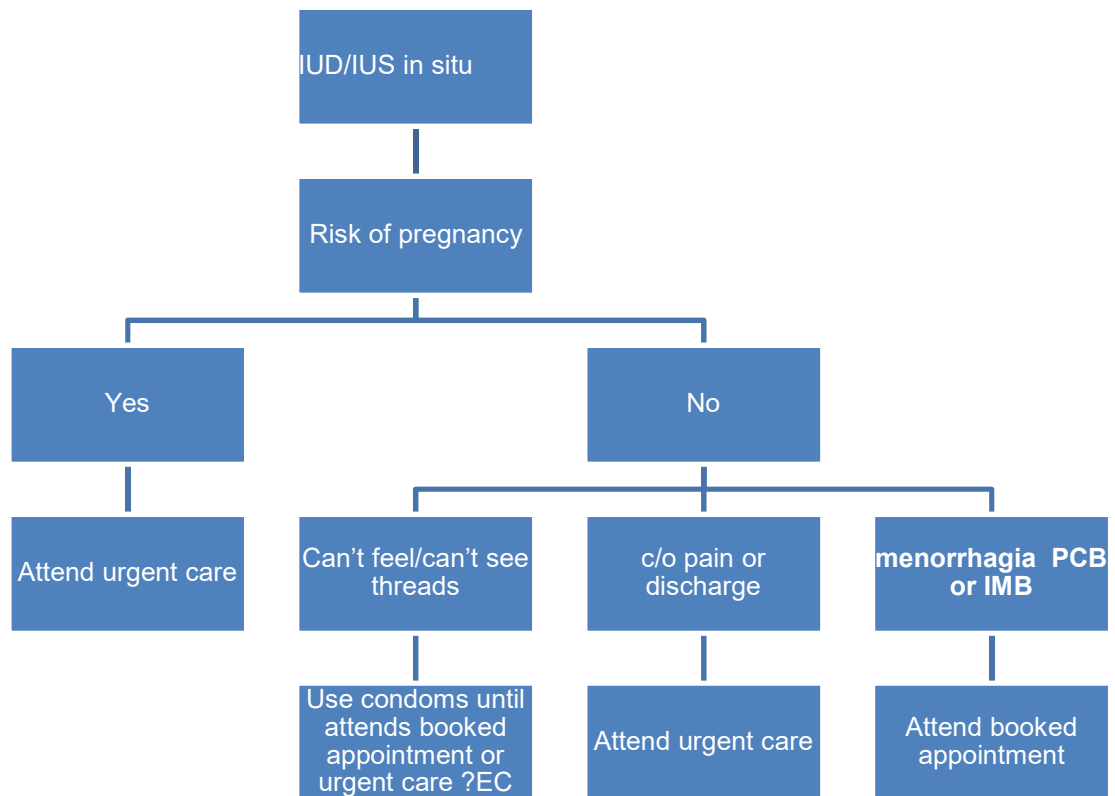 IUD/IUS in situ
Risk of pregnancy
Yes
No
Attend urgent care
Can’t feel/can’t see
threads
c/o pain or
discharge
menorrhagia PCB
or IMB
Use condoms until
attends booked
appointment or
urgent care ?EC
Attend urgent care
Attend booked
appointment